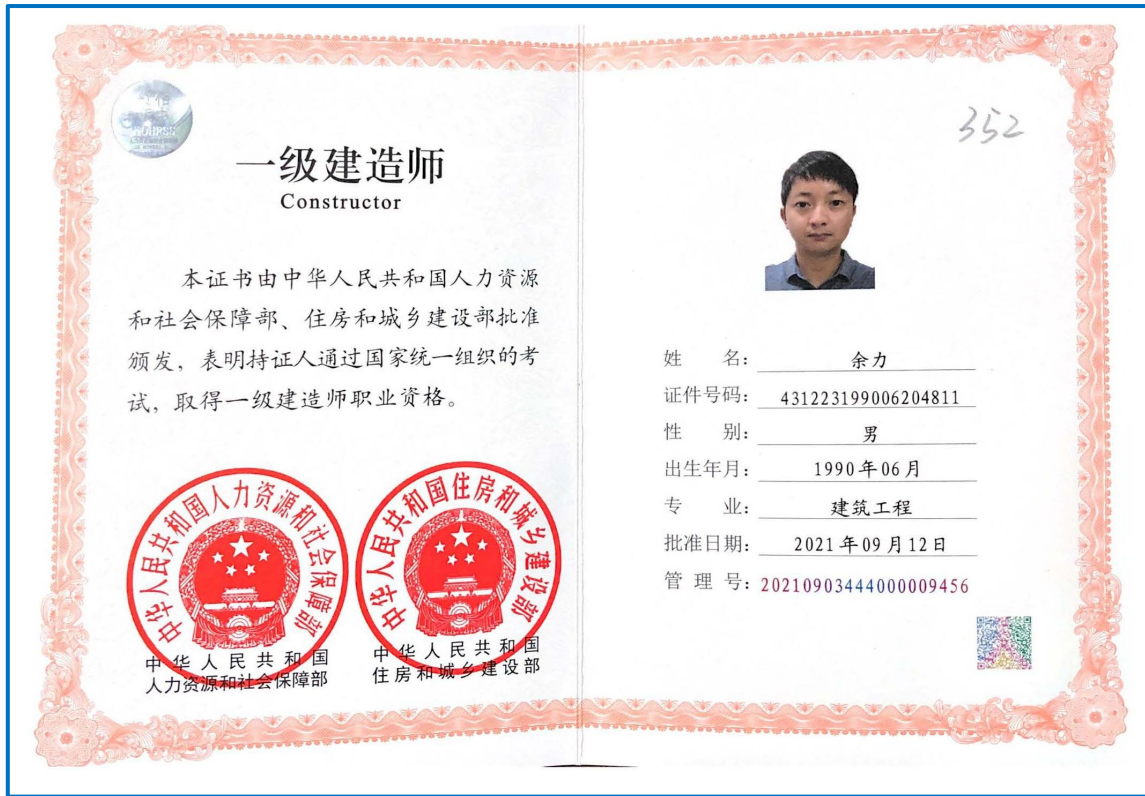 一级建造师
Constructor
本证书由中华人民共和国人力资源
和社会保障部、住房和城乡建设部批准
颁发，表明持证人通过国家统一组织的考
试，取得一级建造师职业资格。
中华人民共和国人力资源和社会保障部
中华人民共和国
人力资源和社会保障部
中华人民共和国住房和城乡建设部
中华人民共和国
住房和城乡建设部
352
姓 名：余力
证件号码：431223199006204811
性 别：男
出生年月：1990年06月
专 业：建筑工程
批准日期：2021年09月12日
管 理 号：20210903444000009456